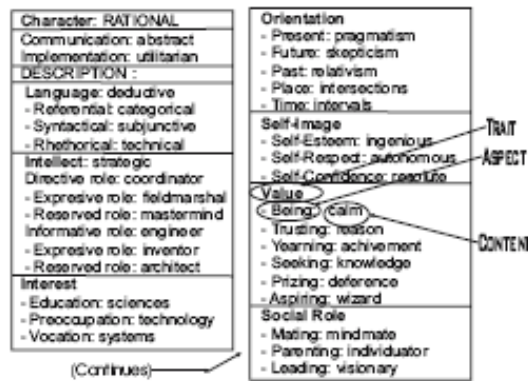 Character: RATIONAL
Communication: abstract
Implementation: utilitarian
DESCRIPTION :
Language: deductive
- Referential: categorical
- Syntactical: subjunctive
- Rhethorical: technical
Intellect: strategic
Directive role: coordinator
- Expresive role: fieldmarshal
- Reserved role: mastermind
Informative role: engineer
- Expresive role: inventor
- Reserved role: architect
Interest
- Education: sciences
- Preoccupation: technology
- Vocation: systems
(Continues)
Orientation
- Present: pragmatism
- Future: skepticism
- Past: relativism
- Place: intersections
- Time: intervals
Self-Image
- Self-Esteem: ingenious
- Self-Respect: autonomous
- Self-Confidence: resolute
Value
- Being: calm
- Trusting: reason
- Yearning: achivement
- Seeking: knowledge
- Prizing: deference
- Aspiring: wizard
Social Role
- Mating: mindmate
- Parenting: individuator
- Leading: visionary
TRAIT
ASPECT
CONTENT